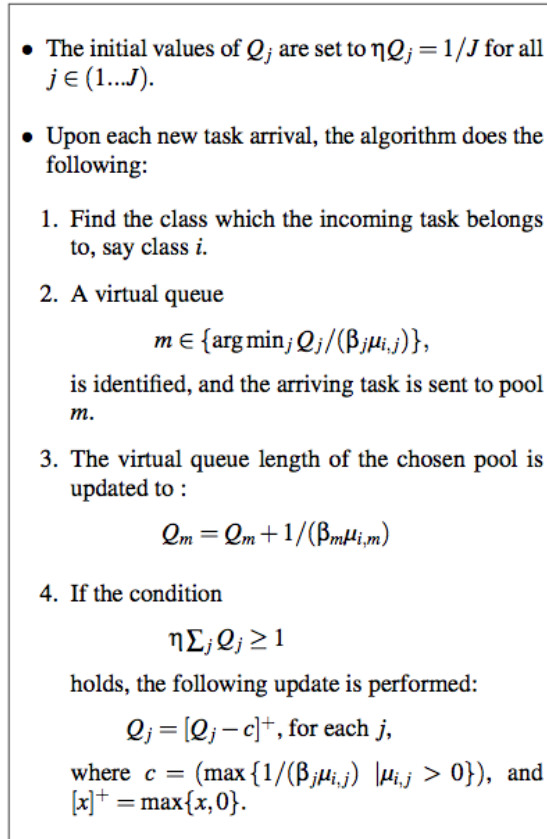 • The initial values of Q_j are set to ηQ_j = 1/J for all
j ∈ (1...J).
• Upon each new task arrival, the algorithm does the
following:
1. Find the class which the incoming task belongs
to, say class i.
2. A virtual queue
m ∈ {arg min_j Q_j/(β_jμ_{i,j})},
is identified, and the arriving task is sent to pool
m.
3. The virtual queue length of the chosen pool is
updated to :
Q_m = Q_m + 1/(β_mμ_{i,m})
4. If the condition
η∑_j Q_j ≥ 1
holds, the following update is performed:
Q_j = [Q_j − c]^+, for each j,
where c = (max {1/(β_jμ_{i,j}) |μ_{i,j} > 0}), and
[x]^+ = max{x,0}.